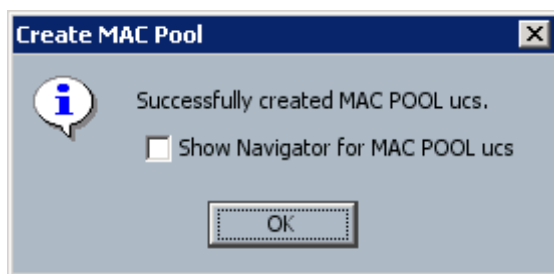 Create MAC Pool
Successfully created MAC POOL ucs.
Show Navigator for MAC POOL ucs
OK